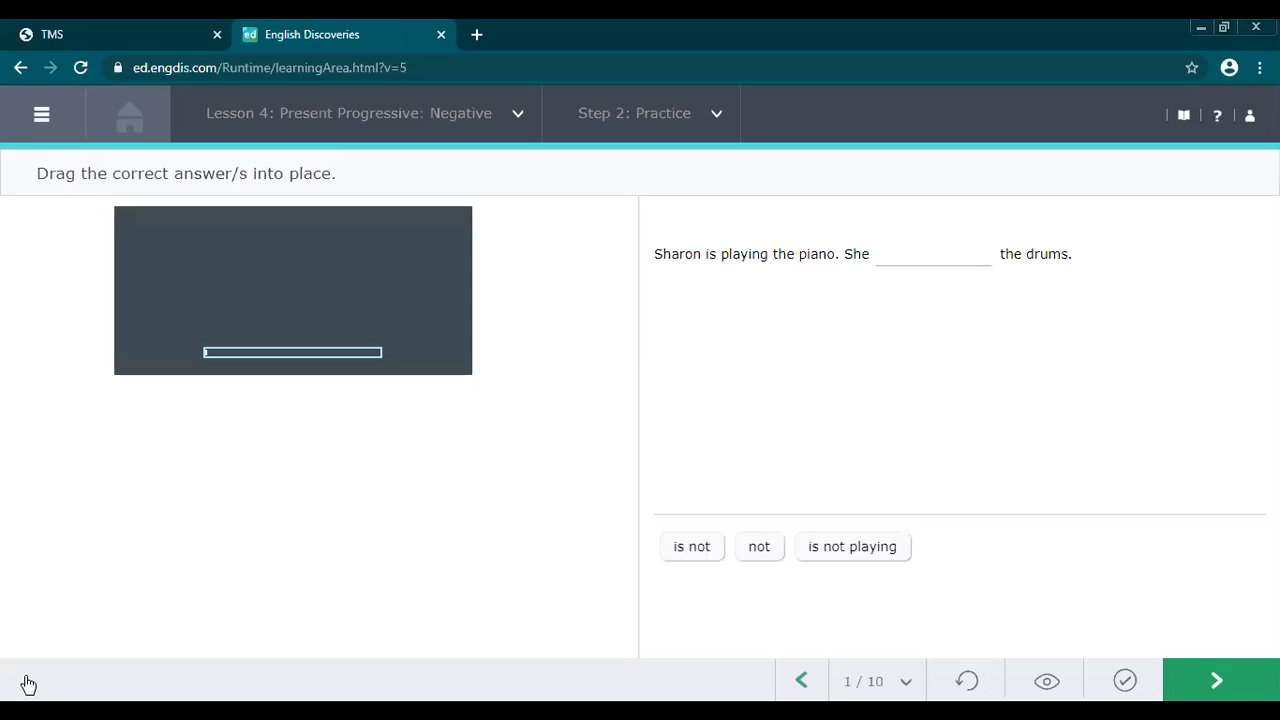 TMS
English Discoveries
ed.engdis.com/Runtime/learningArea.html?v=5
Lesson 4: Present Progressive: Negative
Step 2: Practice
?
Drag the correct answer/s into place.
Sharon is playing the piano. She ______ the drums.
is not
not
is not playing
1 / 10